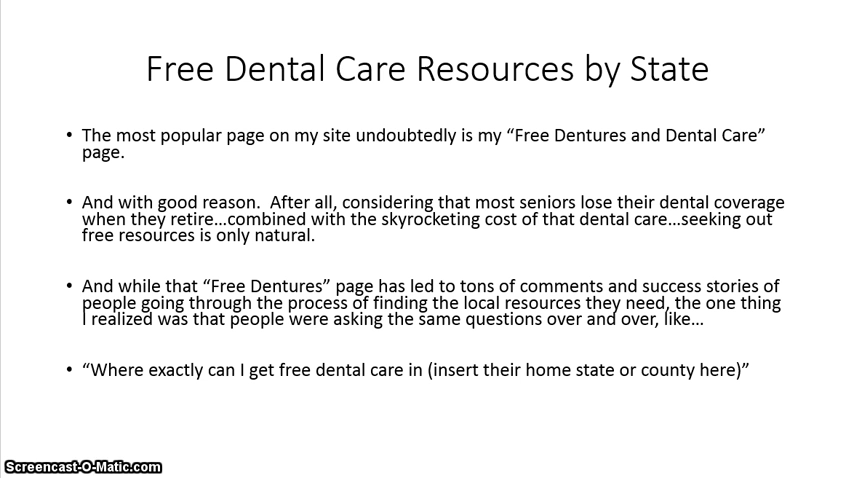 Free Dental Care Resources by State
• The most popular page on my site undoubtedly is my “Free Dentures and Dental Care”
page.
• And with good reason.  After all, considering that most seniors lose their dental coverage
when they retire…combined with the skyrocketing cost of that dental care…seeking out
free resources is only natural.
• And while that “Free Dentures” page has led to tons of comments and success stories of
people going through the process of finding the local resources they need, the one thing
I realized was that people were asking the same questions over and over, like…
• “Where exactly can I get free dental care in (insert their home state or county here)”
Screencast-O-Matic.com